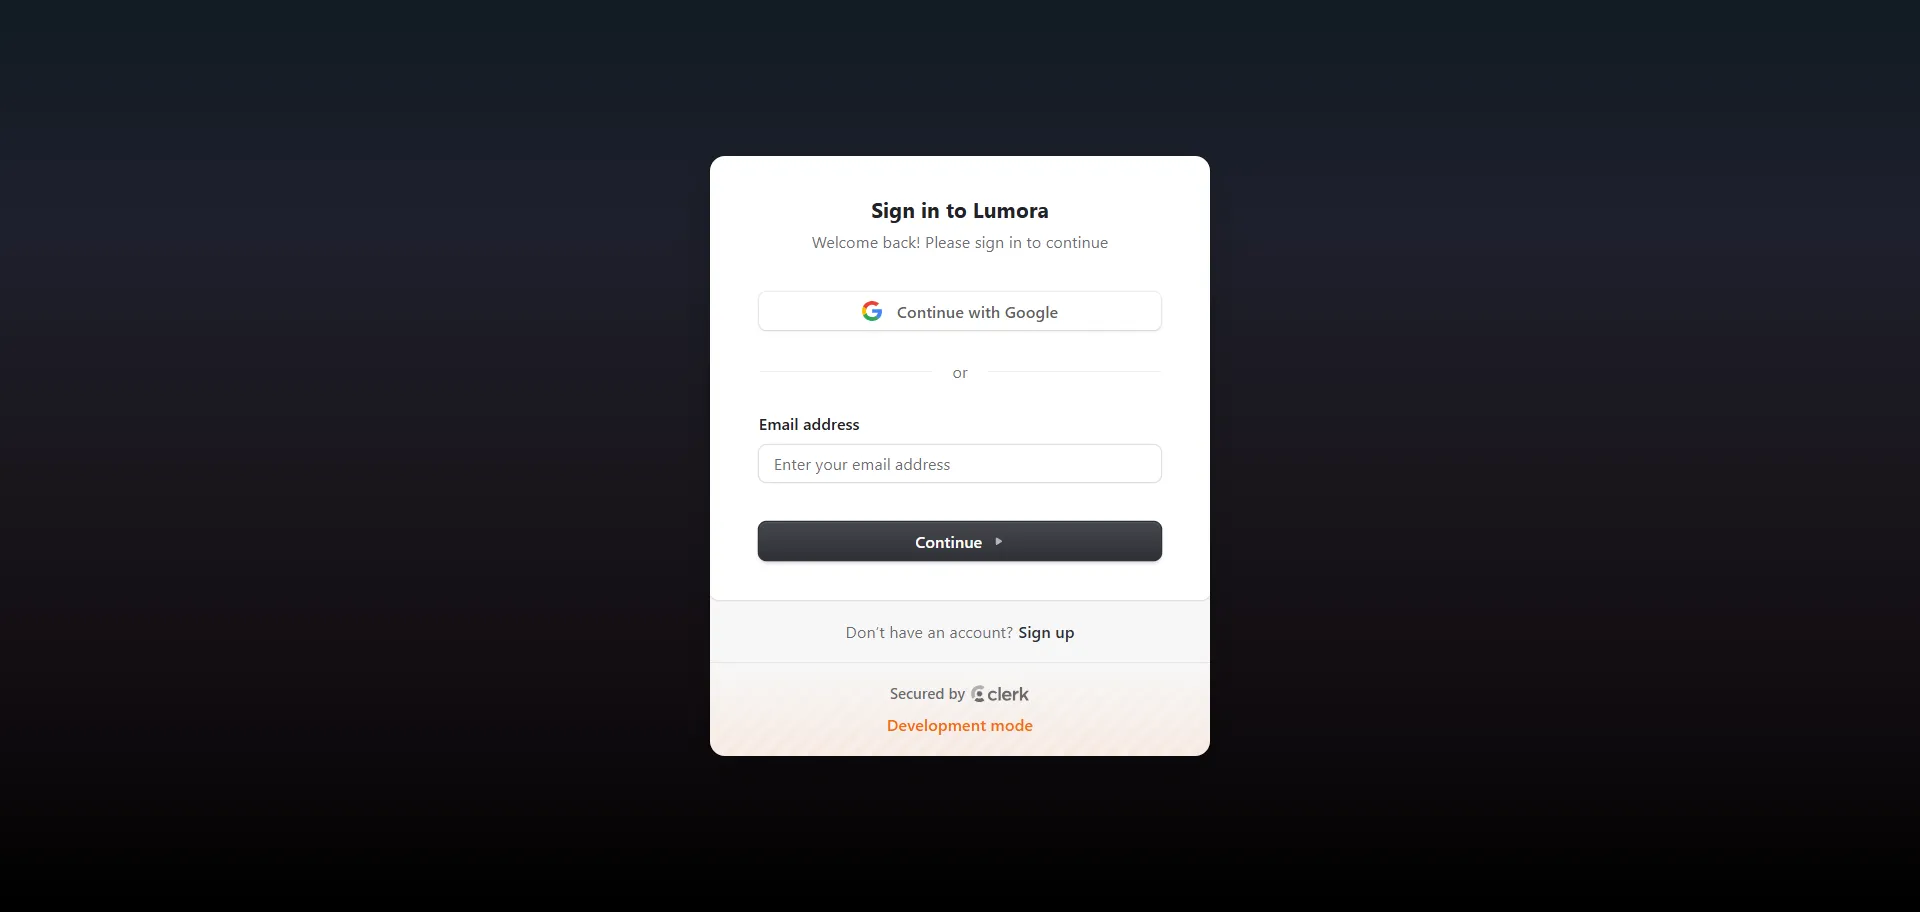 Sign in to Lumora
Welcome back! Please sign in to continue
Continue with Google
or
Email address
Enter your email address
Continue
Don’t have an account? Sign up
Secured by clerk
Development mode